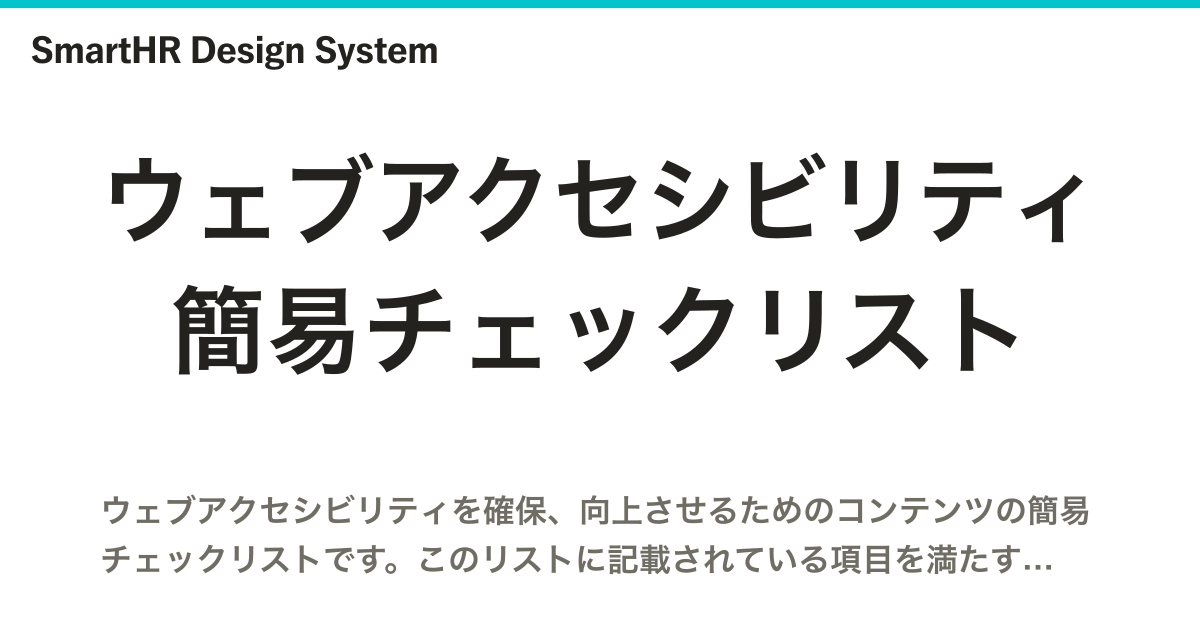 SmartHR Design System
ウェブアクセシビリティ
簡易チェックリスト
ウェブアクセシビリティを確保、向上させるためのコンテンツの簡易
チェックリストです。このリストに記載されている項目を満たす...